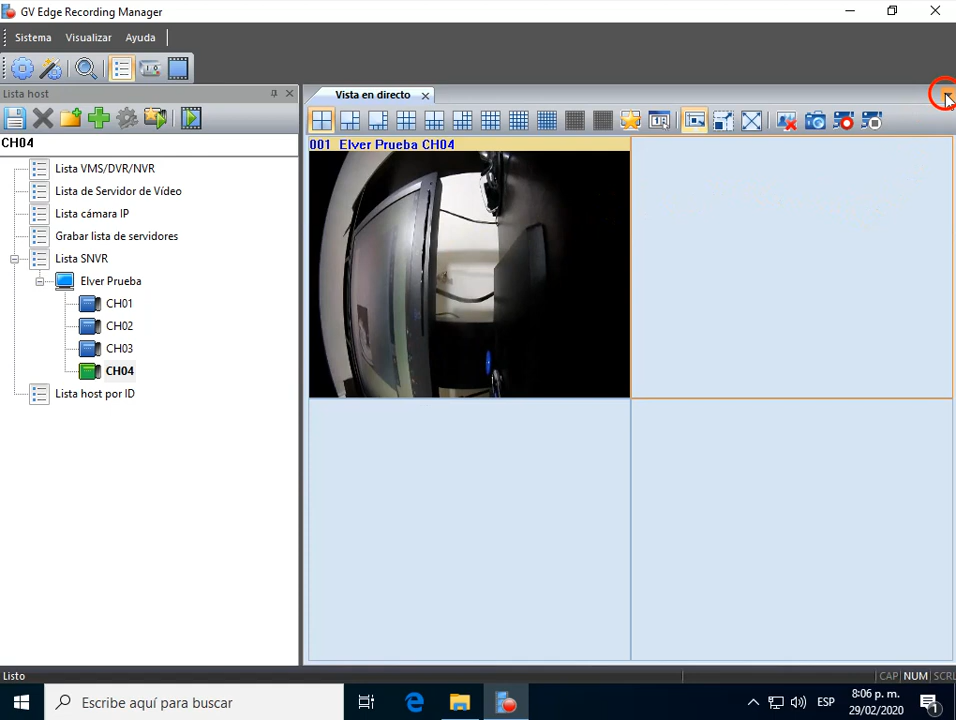 GV Edge Recording Manager
Sistema Visualizar Ayuda
Lista host
Vista en directo
CH04
001 Elver Prueba CH04
Lista VMS/DVR/NVR
Lista de Servidor de Vídeo
Lista cámara IP
Grabar lista de servidores
Lista SNVR
Elver Prueba
CH01
CH02
CH03
CH04
Lista host por ID
Listo
CAP NUM SCRL
Escribe aquí para buscar
ESP
8:06 p. m.
29/02/2020
1